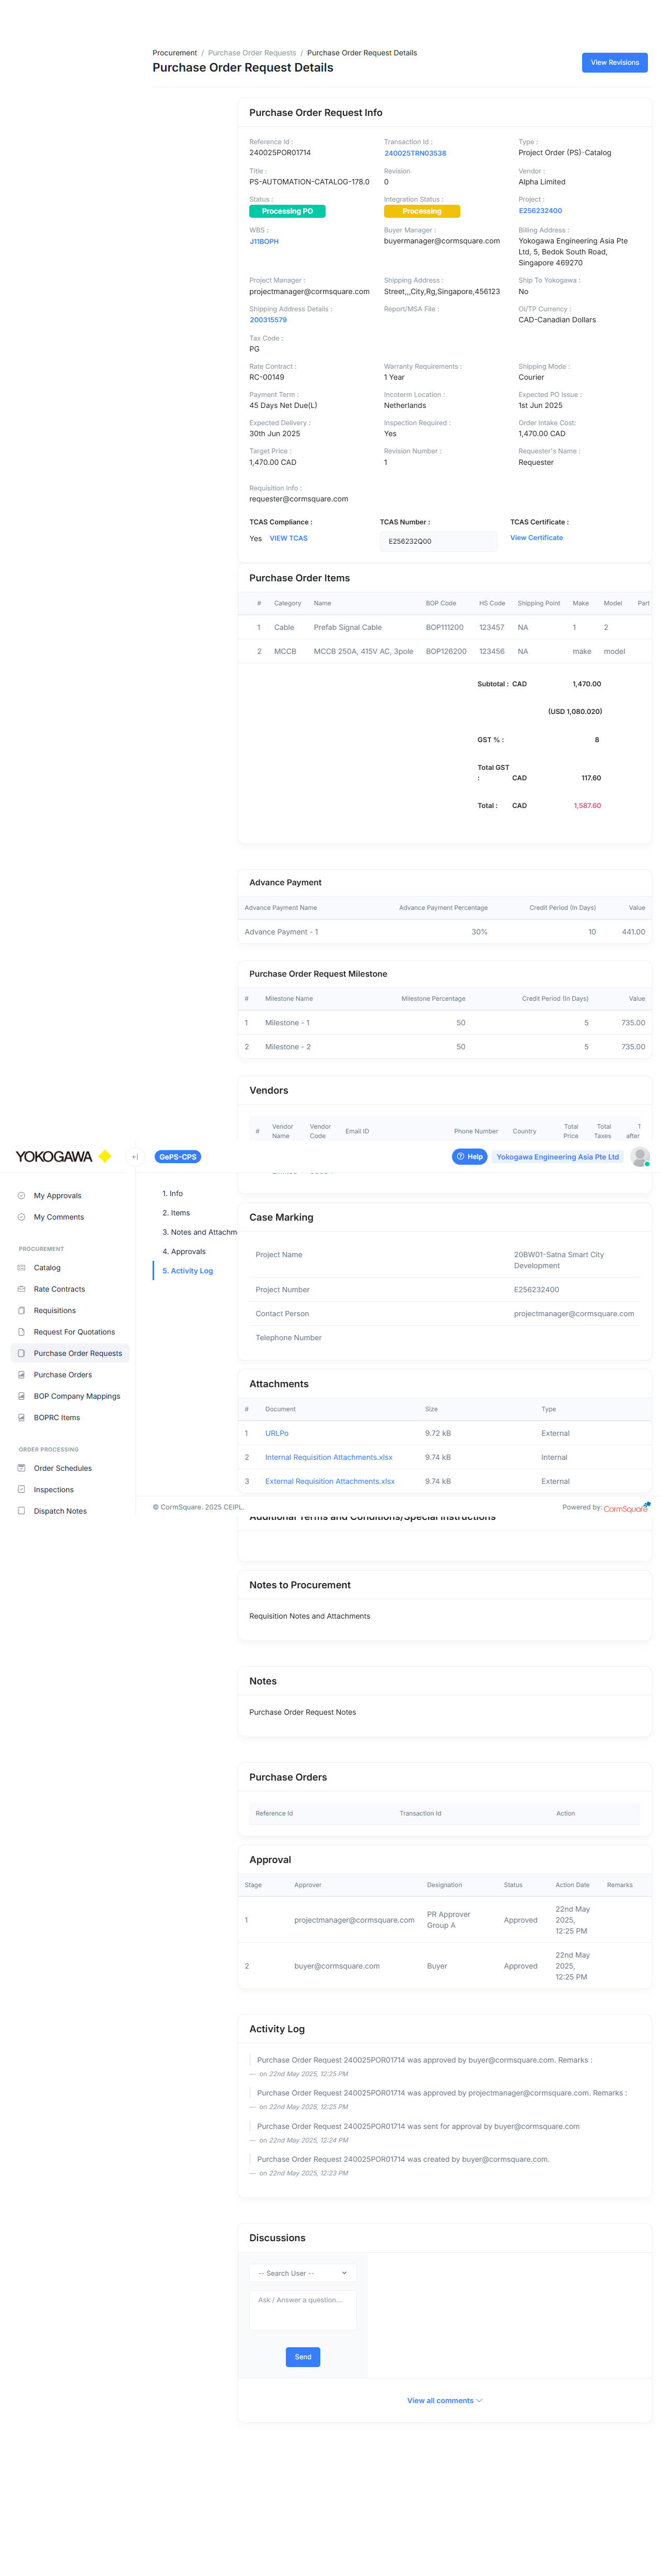 Procurement / Purchase Order Requests / Purchase Order Request Details
Purchase Order Request Details
View Revisions
Purchase Order Request Info
Reference Id :
240025POR01714
Transaction Id :
240025TRN03538
Type :
Project Order (PS)-Catalog
Title :
PS-AUTOMATION-CATALOG-178.0
Revision
0
Vendor :
Alpha Limited
Status :
Processing PO
Integration Status :
Processing
Project :
E256232400
WBS :
J11BOPH
Buyer Manager :
buyermanager@cormsquare.com
Billing Address :
Yokogawa Engineering Asia Pte
Ltd, 5, Bedok South Road,
Singapore 469270
Project Manager :
projectmanager@cormsquare.com
Shipping Address :
Street,,,City,Rg,Singapore,456123
Ship To Yokogawa :
No
Shipping Address Details :
200315579
Report/MSA File :
OI/TP Currency :
CAD-Canadian Dollars
Tax Code :
PG
Rate Contract :
RC-00149
Warranty Requirements :
1 Year
Shipping Mode :
Courier
Payment Term :
45 Days Net Due(L)
Incoterm Location :
Netherlands
Expected PO Issue :
1st Jun 2025
Expected Delivery :
30th Jun 2025
Inspection Required :
Yes
Order Intake Cost:
1,470.00 CAD
Target Price :
1,470.00 CAD
Revision Number :
1
Requester's Name :
Requester
Requisition Info :
requester@cormsquare.com
TCAS Compliance :
Yes VIEW TCAS
TCAS Number :
E256232Q00
TCAS Certificate :
View Certificate
Purchase Order Items
# Category Name BOP Code HS Code Shipping Point Make Model Part
1 Cable Prefab Signal Cable BOP111200 123457 NA 1 2
2 MCCB MCCB 250A, 415V AC, 3pole BOP126200 123456 NA make model
Subtotal : CAD 1,470.00
(USD 1,080.020)
GST % : 8
Total GST
: CAD 117.60
Total : CAD 1,587.60
Advance Payment
Advance Payment Name Advance Payment Percentage Credit Period (In Days) Value
Advance Payment - 1 30% 10 441.00
Purchase Order Request Milestone
# Milestone Name Milestone Percentage Credit Period (In Days) Value
1 Milestone - 1 50 5 735.00
2 Milestone - 2 50 5 735.00
Vendors
# Vendor Name Vendor Code Email ID Phone Number Country Total Price Total Taxes T after
YOKOGAWA
GePS-CPS
Help
Yokogawa Engineering Asia Pte Ltd
My Approvals
My Comments
PROCUREMENT
Catalog
Rate Contracts
Requisitions
Request For Quotations
Purchase Order Requests
Purchase Orders
BOP Company Mappings
BOPRC Items
ORDER PROCESSING
Order Schedules
Inspections
Dispatch Notes
1. Info
2. Items
3. Notes and Attachm
4. Approvals
5. Activity Log
Case Marking
Project Name 20BW01-Satna Smart City
Development
Project Number E256232400
Contact Person projectmanager@cormsquare.com
Telephone Number
Attachments
# Document Size Type
1 URLPo 9.72 kB External
2 Internal Requisition Attachments.xlsx 9.74 kB Internal
3 External Requisition Attachments.xlsx 9.74 kB External
© CormSquare. 2025 CEIPL.
Powered by: CormSquare
Additional Terms and Conditions/Special Instructions
Notes to Procurement
Requisition Notes and Attachments
Notes
Purchase Order Request Notes
Purchase Orders
Reference Id Transaction Id Action
Approval
Stage Approver Designation Status Action Date Remarks
1 projectmanager@cormsquare.com PR Approver Group A Approved 22nd May 2025, 12:25 PM
2 buyer@cormsquare.com Buyer Approved 22nd May 2025, 12:25 PM
Activity Log
Purchase Order Request 240025POR01714 was approved by buyer@cormsquare.com. Remarks :
— on 22nd May 2025, 12:25 PM
Purchase Order Request 240025POR01714 was approved by projectmanager@cormsquare.com. Remarks :
— on 22nd May 2025, 12:25 PM
Purchase Order Request 240025POR01714 was sent for approval by buyer@cormsquare.com
— on 22nd May 2025, 12:24 PM
Purchase Order Request 240025POR01714 was created by buyer@cormsquare.com.
— on 22nd May 2025, 12:23 PM
Discussions
-- Search User --
Ask / Answer a question...
Send
View all comments